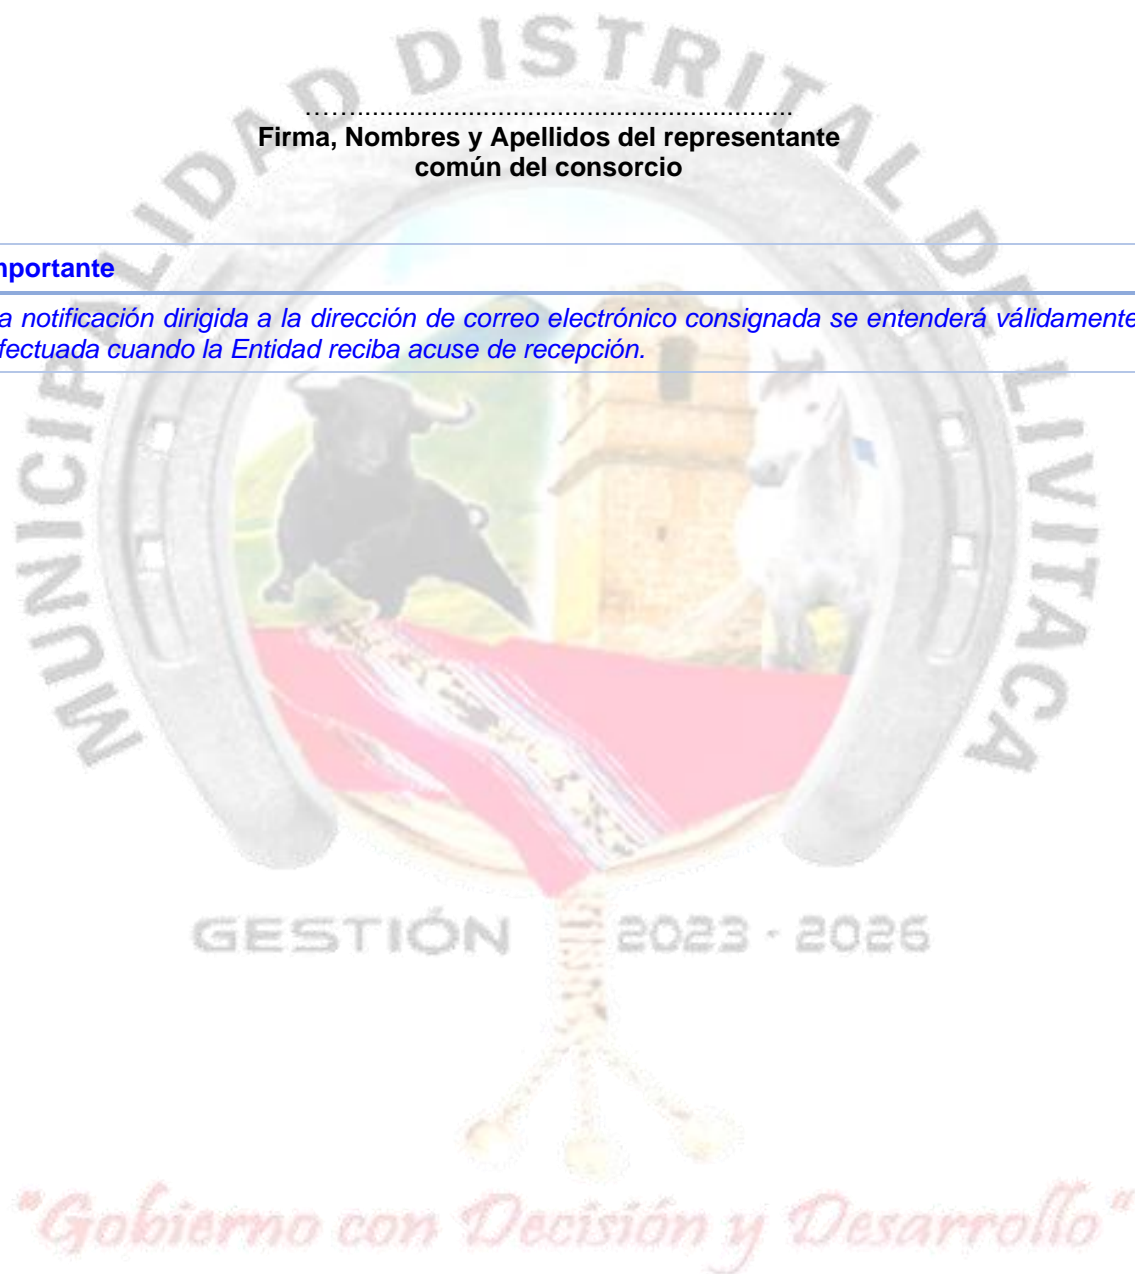 MUNICIPALIDAD DISTRITAL DE LIVITACA
……............................................................
Firma, Nombres y Apellidos del representante
común del consorcio
mportante
a notificación dirigida a la dirección de correo electrónico consignada se entenderá válidamente
fectuada cuando la Entidad reciba acuse de recepción.
GESTIÓN 2023 - 2026
"Gobierno con Decisión y Desarrollo"